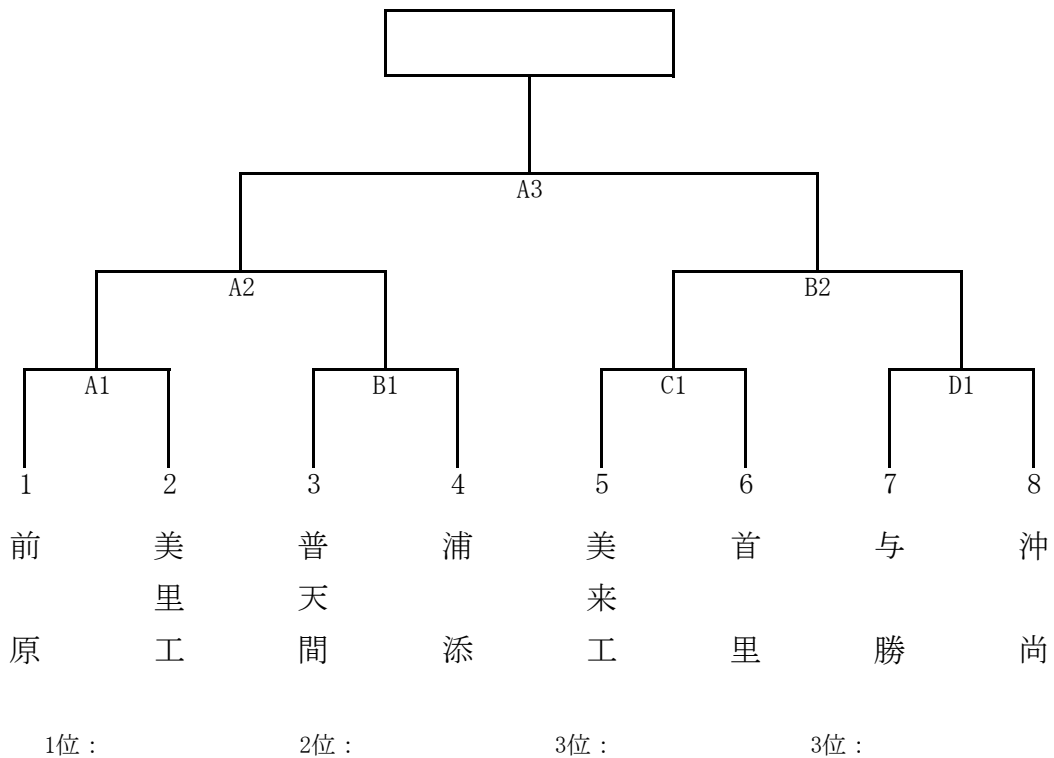 A3
A2 B2
A1 B1 C1 D1
1 2 3 4 5 6 7 8
前原 美里工 普天間 浦添 美来工 首里 与勝 沖尚
1位： 2位： 3位： 3位：